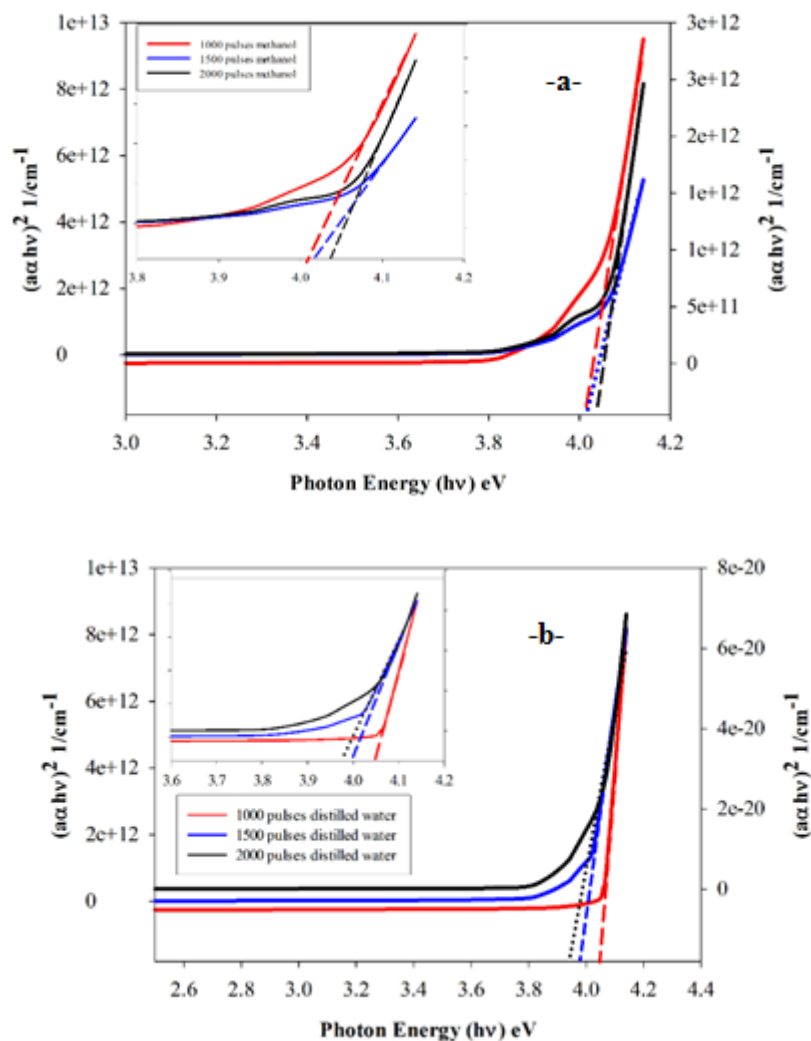 1e+13
8e+12
6e+12
4e+12
2e+12
0
(aα hν)² 1/cm⁻¹
1000 pulses methanol
1500 pulses methanol
2000 pulses methanol
3.8 3.9 4.0 4.1 4.2
-a-
3e+12
2e+12
2e+12
1e+12
1e+12
5e+11
0
(aα hν)² 1/cm⁻¹
3.0 3.2 3.4 3.6 3.8 4.0 4.2
Photon Energy (hν) eV
1e+13
8e+12
6e+12
4e+12
2e+12
0
(aα hν)² 1/cm⁻¹
3.6 3.7 3.8 3.9 4.0 4.1 4.2
1000 pulses distilled water
1500 pulses distilled water
2000 pulses distilled water
-b-
8e-20
6e-20
4e-20
2e-20
0
(aα hν)² 1/cm⁻¹
2.6 2.8 3.0 3.2 3.4 3.6 3.8 4.0 4.2 4.4
Photon Energy (hν) eV